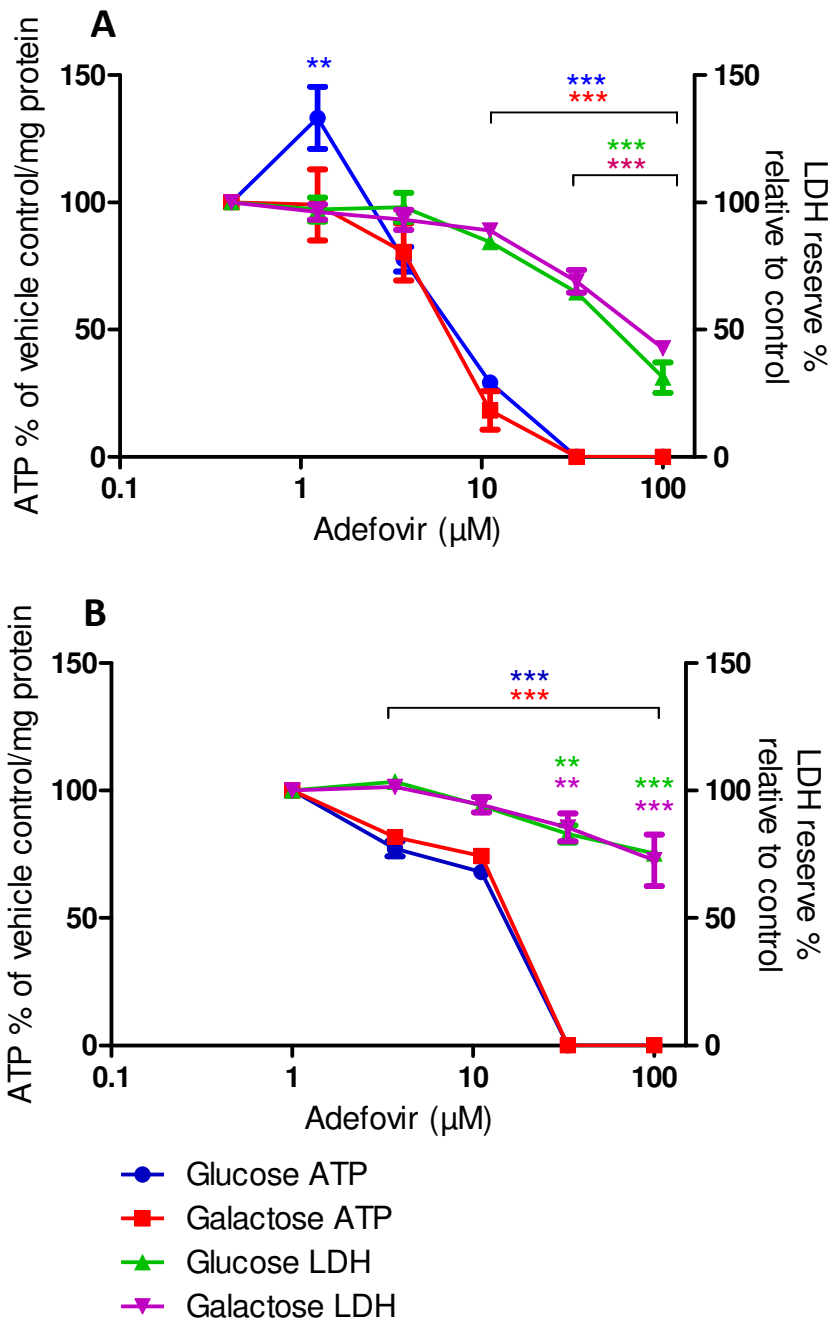 A
ATP % of vehicle control/mg protein
150
100
50
0
**
***
***
***
***
150
100
50
0
LDH reserve %
relative to control
0.1
1
10
100
Adefovir (µM)
B
ATP % of vehicle control/mg protein
150
100
50
0
***
***
**
**
***
***
150
100
50
0
LDH reserve %
relative to control
0.1
1
10
100
Adefovir (µM)
Glucose ATP
Galactose ATP
Glucose LDH
Galactose LDH